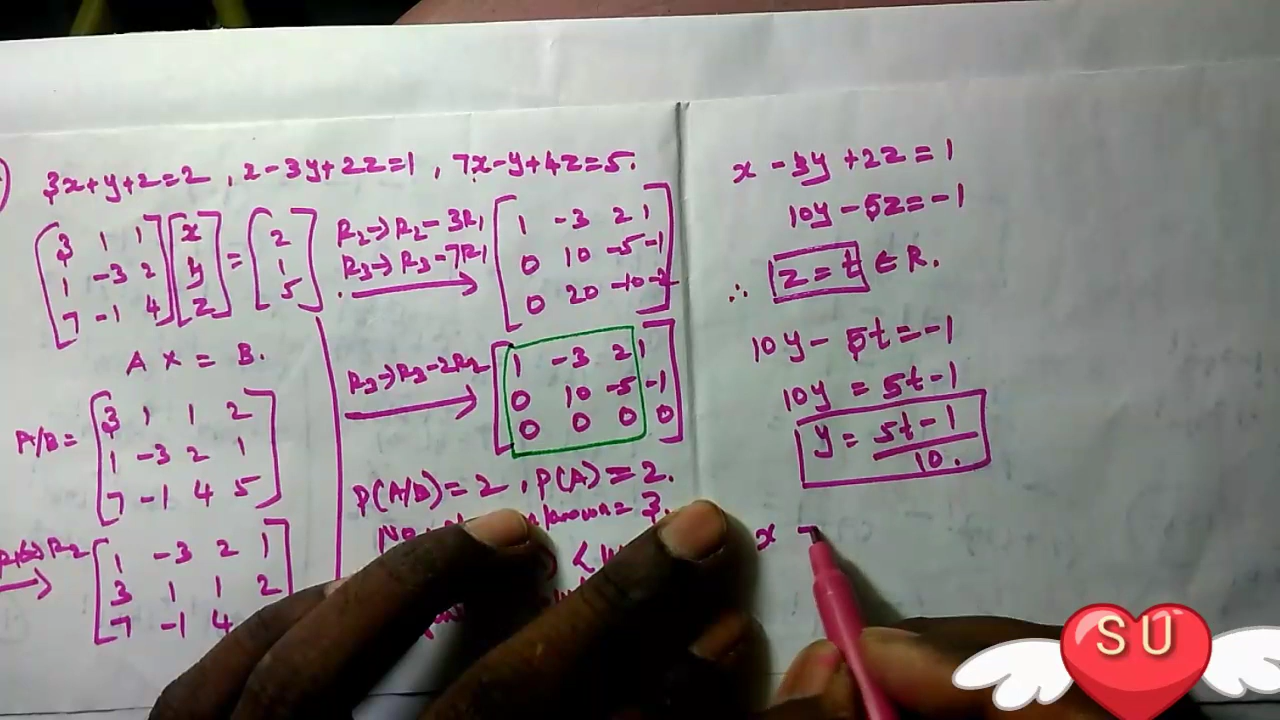 3x+y+z=2, x-3y+2z=1, 7x-y+4z=5.
[3 1 1] [x] = [2]
[1 -3 2] [y] [1]
[7 -1 4] [z] [5]
A X = B.
A/B = [3 1 1 2]
[1 -3 2 1]
[7 -1 4 5]
R2
→ [1 -3 2 1]
[3 1 1 2]
[7 -1 4
R2→R2-3R1
R3→R3-7R1
→ [1 -3 2 1]
[0 10 -5 -1]
[0 20 -10 -2]
R3→R3-2R2
→ [1 -3 2 1]
[0 10 -5 -1]
[0 0 0 0]
ρ(A/B)=2, ρ(A)=2.
= 3.
<
x - 3y + 2z = 1
10y - 5z = -1
∴ z = t ∈ R.
10y - 5t = -1
10y = 5t-1
y = 5t-1/10.
x
SU